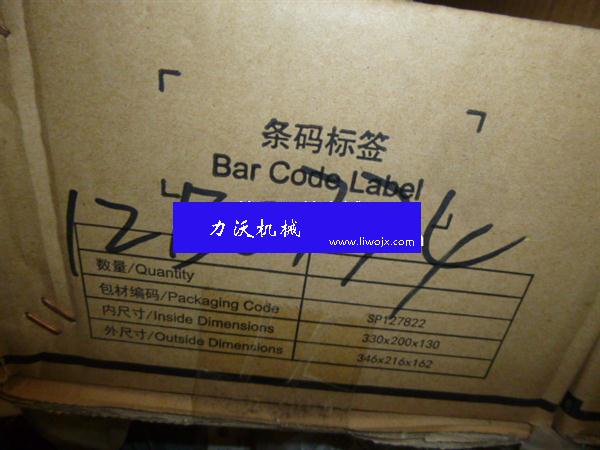 条码标签
Bar Code Label
力沃机械
www.liwojx.com
数量/Quantity
包材编码/Packaging Code SP127822
内尺寸/Inside Dimensions 330x200x130
外尺寸/Outside Dimensions 346x216x162